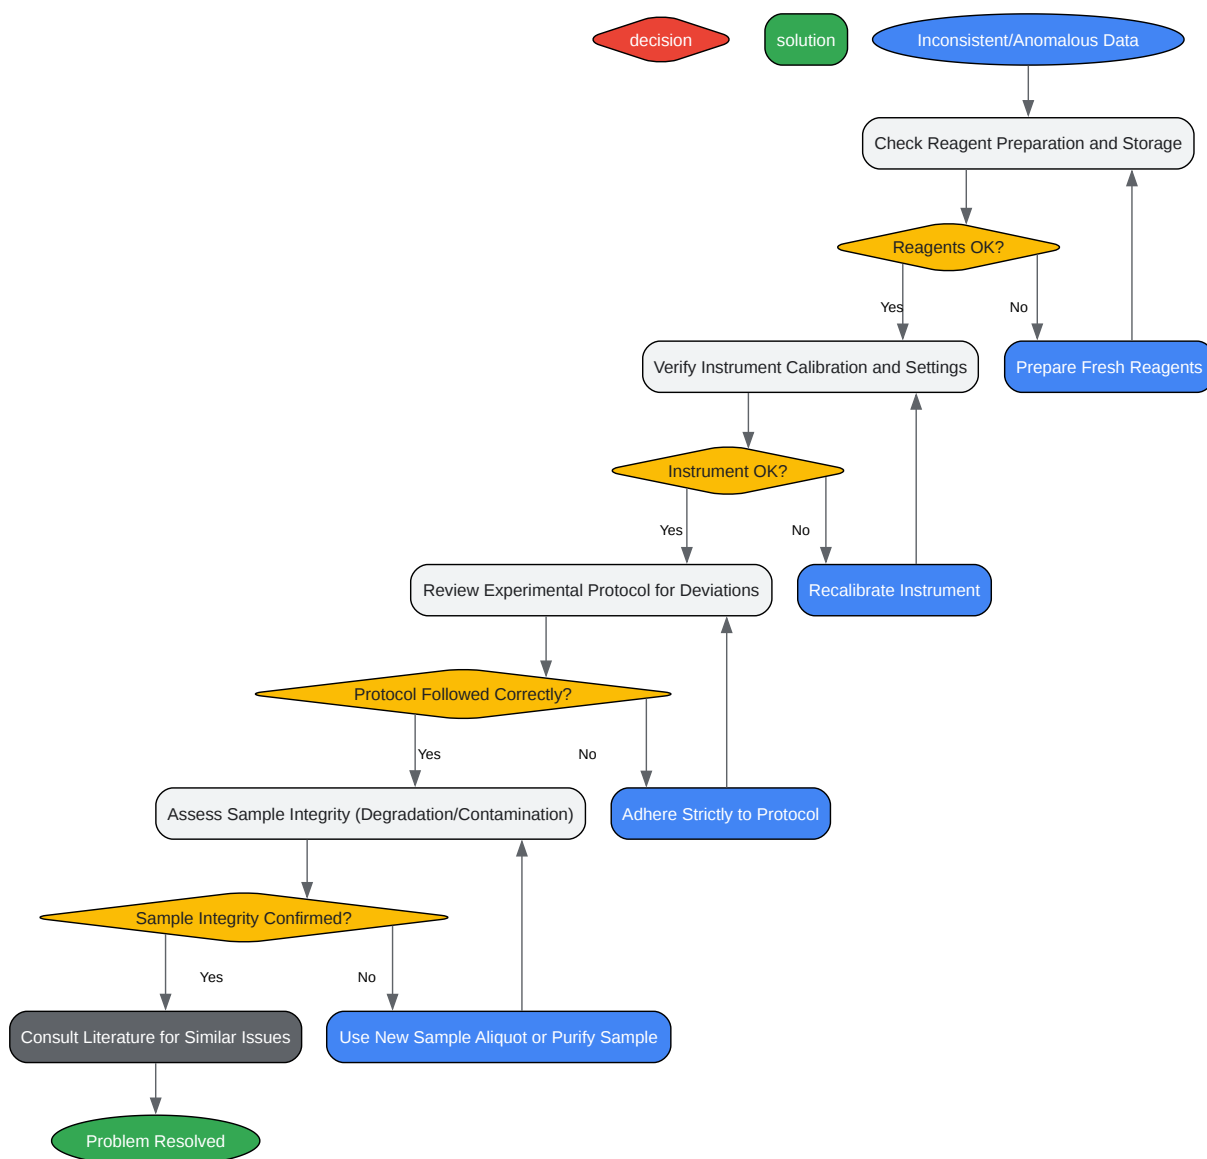 decision
solution
Inconsistent/Anomalous Data
Check Reagent Preparation and Storage
Reagents OK?
Yes
No
Verify Instrument Calibration and Settings
Prepare Fresh Reagents
Instrument OK?
Yes
No
Review Experimental Protocol for Deviations
Recalibrate Instrument
Protocol Followed Correctly?
Yes
No
Assess Sample Integrity (Degradation/Contamination)
Adhere Strictly to Protocol
Sample Integrity Confirmed?
Yes
No
Consult Literature for Similar Issues
Use New Sample Aliquot or Purify Sample
Problem Resolved